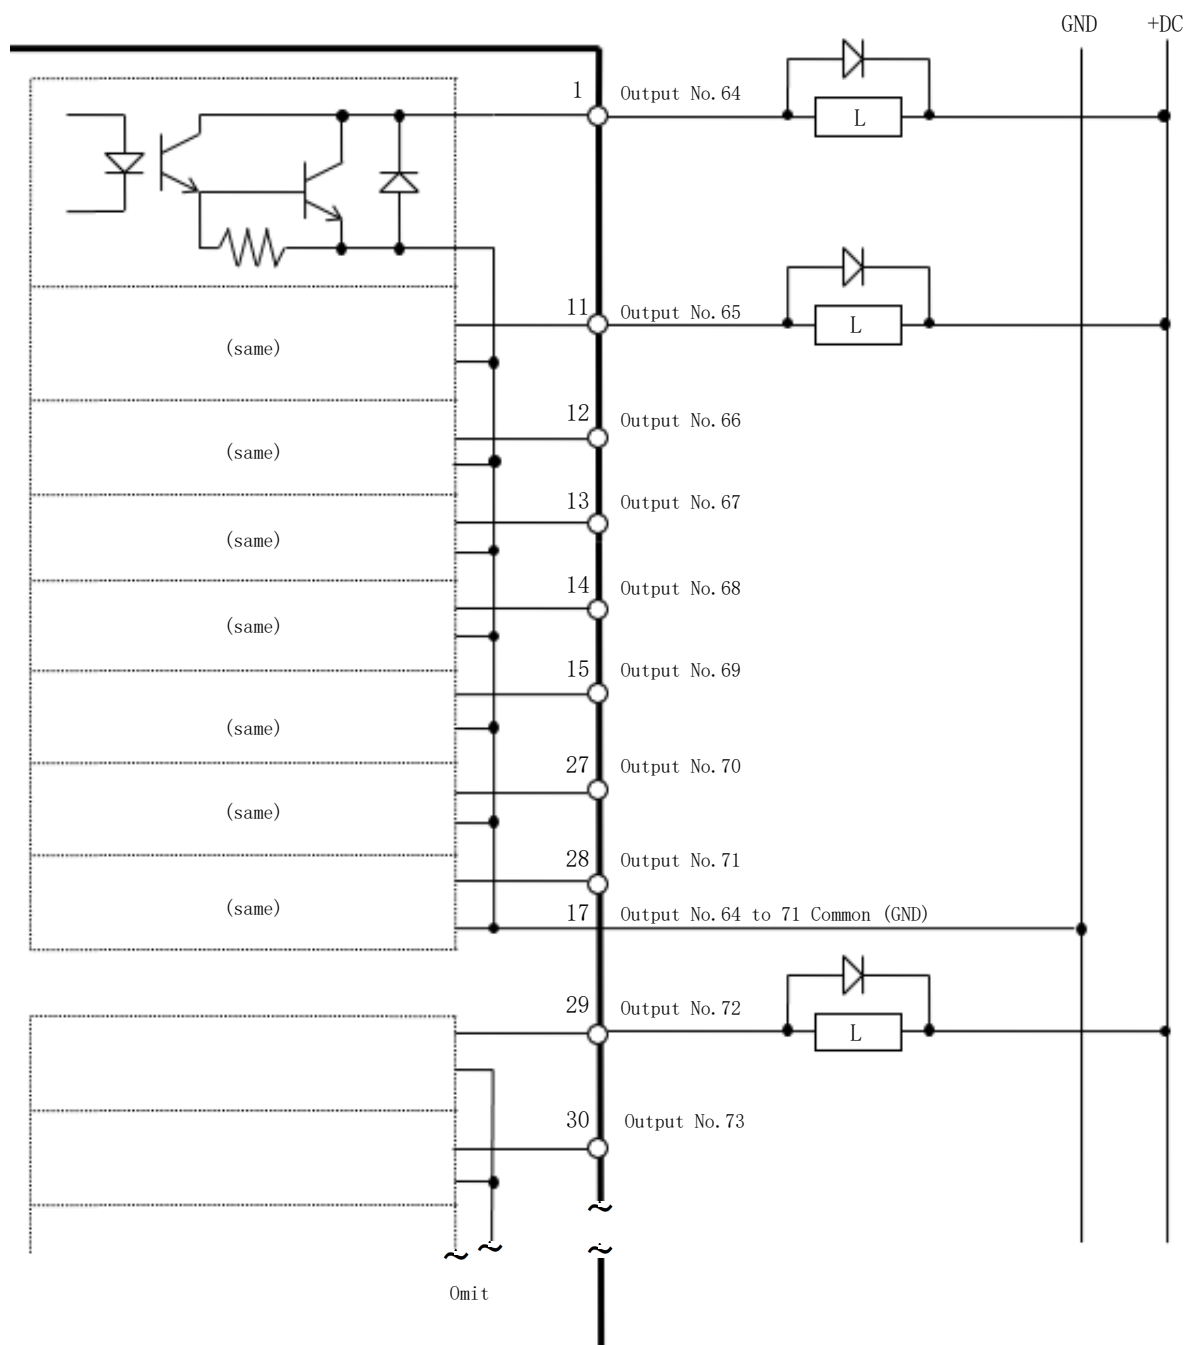 GND +DC
1 Output No.64
L
11 Output No.65
L
(same)
12 Output No.66
(same)
13 Output No.67
(same)
14 Output No.68
(same)
15 Output No.69
(same)
27 Output No.70
(same)
28 Output No.71
(same)
17 Output No.64 to 71 Common (GND)
29 Output No.72
L
30 Output No.73
Omit